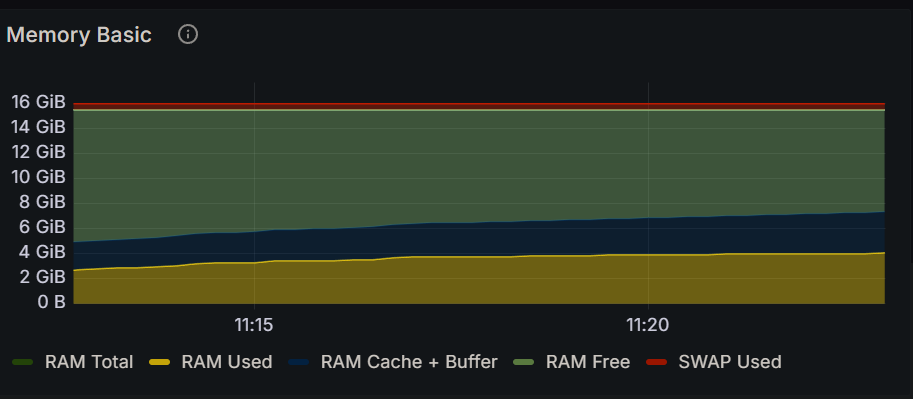 Memory Basic
16 GiB
14 GiB
12 GiB
10 GiB
8 GiB
6 GiB
4 GiB
2 GiB
0 B
11:15 11:20
RAM Total RAM Used RAM Cache + Buffer RAM Free SWAP Used